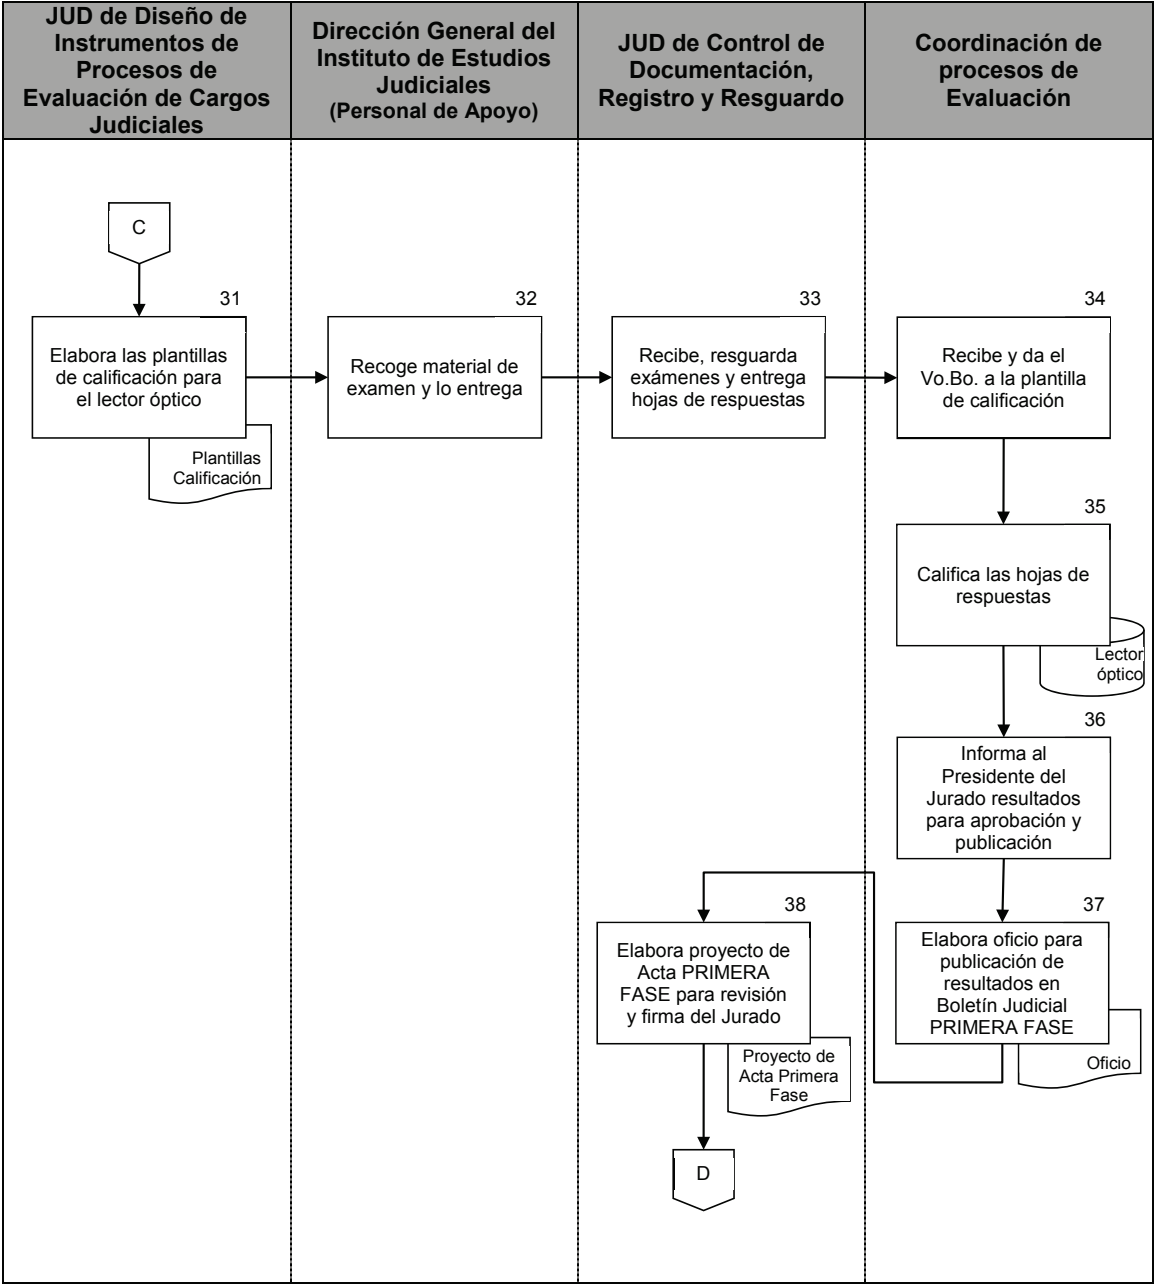 JUD de Diseño de
Instrumentos de
Procesos de
Evaluación de Cargos
Judiciales
Dirección General del
Instituto de Estudios
Judiciales
(Personal de Apoyo)
JUD de Control de
Documentación,
Registro y Resguardo
Coordinación de
procesos de
Evaluación
C
31
Elabora las plantillas
de calificación para
el lector óptico
Plantillas
Calificación
32
Recoge material de
examen y lo entrega
33
Recibe, resguarda
exámenes y entrega
hojas de respuestas
34
Recibe y da el
Vo.Bo. a la plantilla
de calificación
35
Califica las hojas de
respuestas
Lector
óptico
36
Informa al
Presidente del
Jurado resultados
para aprobación y
publicación
37
Elabora oficio para
publicación de
resultados en
Boletín Judicial
PRIMERA FASE
Oficio
38
Elabora proyecto de
Acta PRIMERA
FASE para revisión
y firma del Jurado
Proyecto de
Acta Primera
Fase
D